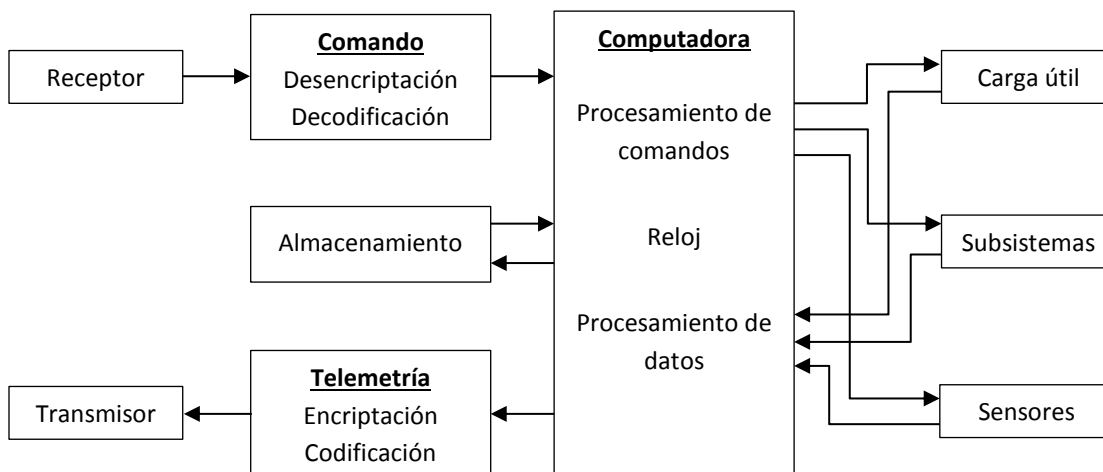 Receptor
Comando
Desencriptación
Decodificación
Almacenamiento
Transmisor
Telemetría
Encriptación
Codificación
Computadora
Procesamiento de
comandos
Reloj
Procesamiento de
datos
Carga útil
Subsistemas
Sensores